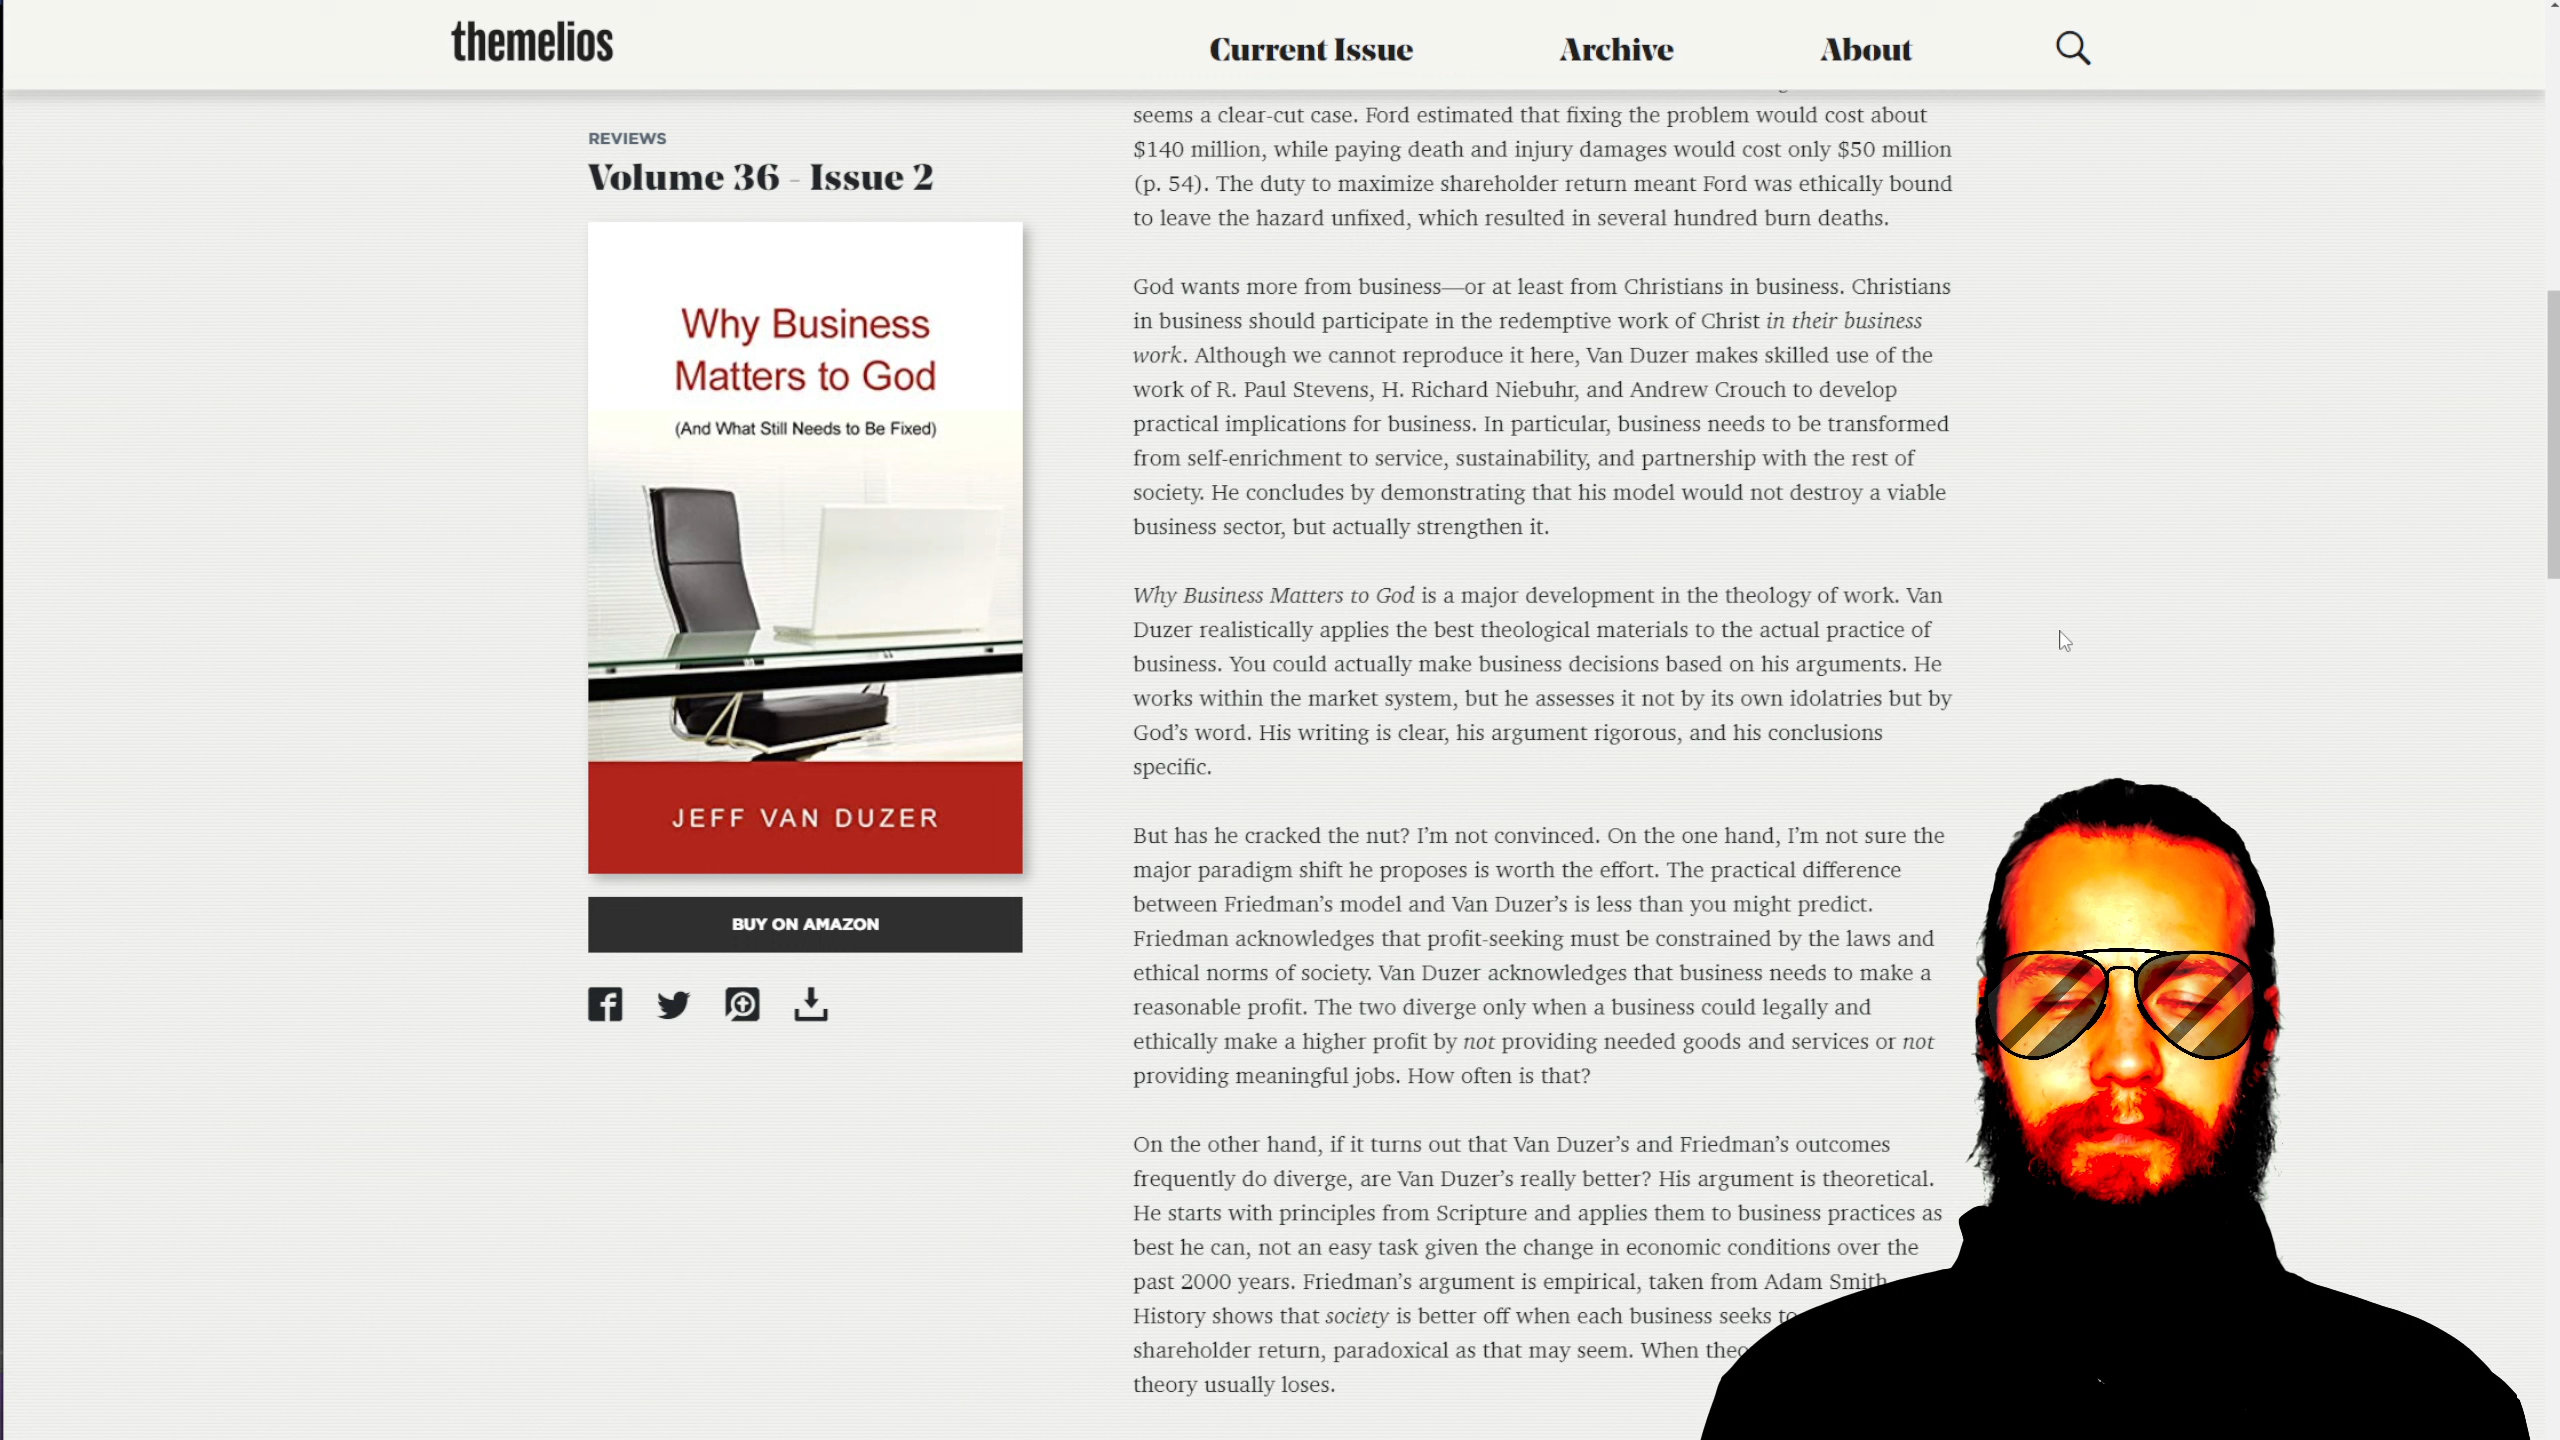 themelios
Current Issue
Archive
About
REVIEWS
Volume 36 - Issue 2
Why Business
Matters to God
(And What Still Needs to Be Fixed)
JEFF VAN DUZER
BUY ON AMAZON
seems a clear-cut case. Ford estimated that fixing the problem would cost about
$140 million, while paying death and injury damages would cost only $50 million
(p. 54). The duty to maximize shareholder return meant Ford was ethically bound
to leave the hazard unfixed, which resulted in several hundred burn deaths.
God wants more from business—or at least from Christians in business. Christians
in business should participate in the redemptive work of Christ in their business
work. Although we cannot reproduce it here, Van Duzer makes skilled use of the
work of R. Paul Stevens, H. Richard Niebuhr, and Andrew Crouch to develop
practical implications for business. In particular, business needs to be transformed
from self-enrichment to service, sustainability, and partnership with the rest of
society. He concludes by demonstrating that his model would not destroy a viable
business sector, but actually strengthen it.
Why Business Matters to God is a major development in the theology of work. Van
Duzer realistically applies the best theological materials to the actual practice of
business. You could actually make business decisions based on his arguments. He
works within the market system, but he assesses it not by its own idolatries but by
God's word. His writing is clear, his argument rigorous, and his conclusions
specific.
But has he cracked the nut? I'm not convinced. On the one hand, I'm not sure the
major paradigm shift he proposes is worth the effort. The practical difference
between Friedman's model and Van Duzer's is less than you might predict.
Friedman acknowledges that profit-seeking must be constrained by the laws and
ethical norms of society. Van Duzer acknowledges that business needs to make a
reasonable profit. The two diverge only when a business could legally and
ethically make a higher profit by not providing needed goods and services or not
providing meaningful jobs. How often is that?
On the other hand, if it turns out that Van Duzer's and Friedman's outcomes
frequently do diverge, are Van Duzer's really better? His argument is theoretical.
He starts with principles from Scripture and applies them to business practices as
best he can, not an easy task given the change in economic conditions over the
past 2000 years. Friedman's argument is empirical, taken from Adam Smith
History shows that society is better off when each business seeks
shareholder return, paradoxical as that may seem. When
theory usually loses.